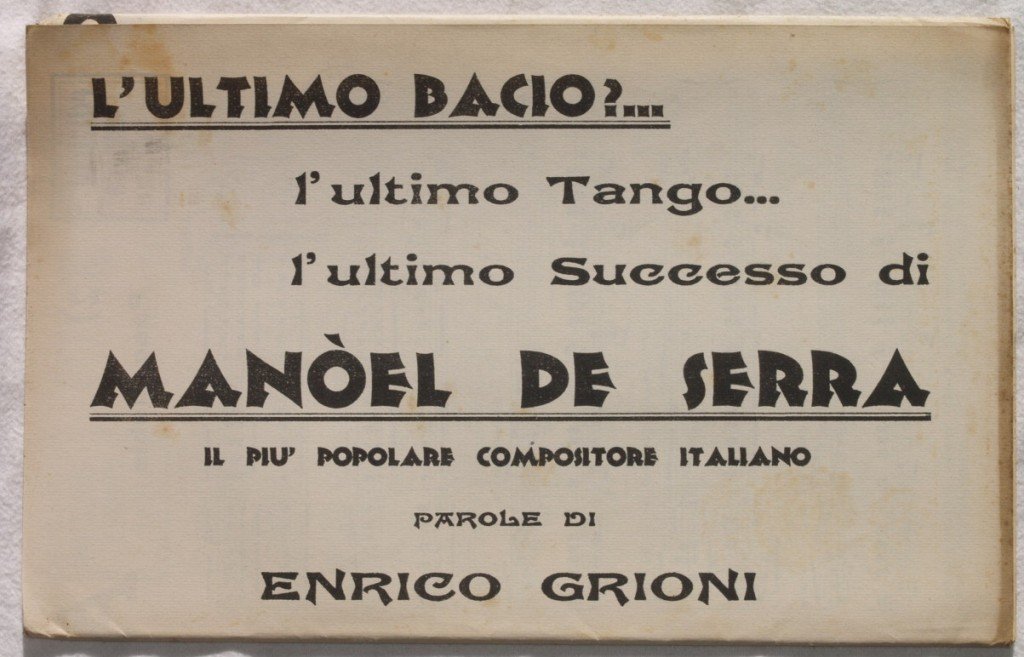 L'ULTIMO BACIO?...
l'ultimo Tango...
l'ultimo Successo di
MANÒEL DE SERRA
IL PIU' POPOLARE COMPOSITORE ITALIANO
PAROLE DI
ENRICO GRIONI